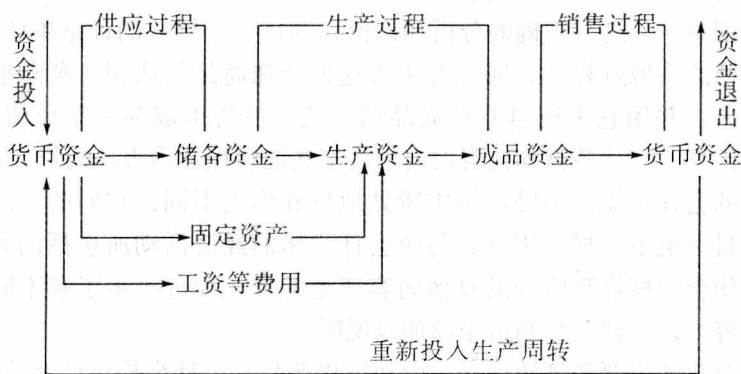 供应过程 生产过程 销售过程
资金投入
资金退出
货币资金 储备资金 生产资金 成品资金 货币资金
固定资产
工资等费用
重新投入生产周转